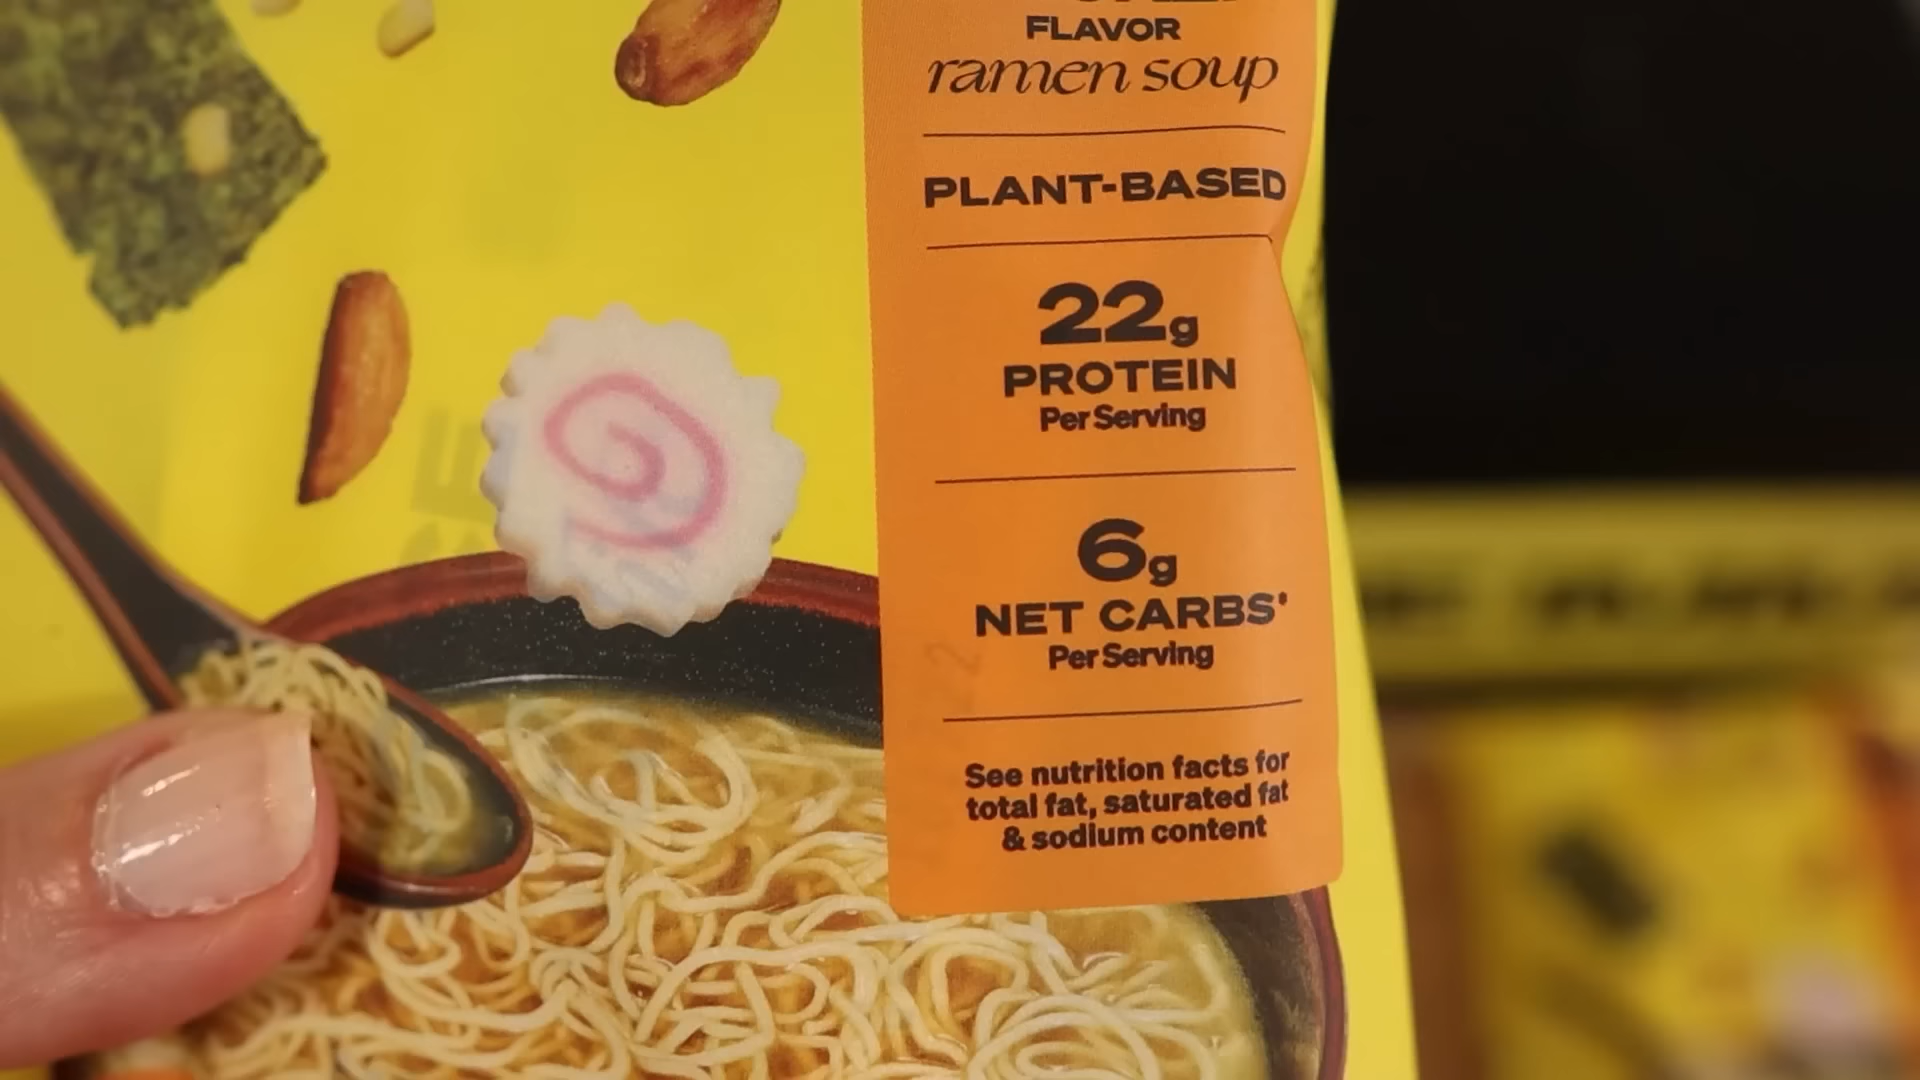 FLAVOR
ramen soup
PLANT-BASED
22g
PROTEIN
Per Serving
6g
NET CARBS*
Per Serving
See nutrition facts for
total fat, saturated fat
& sodium content